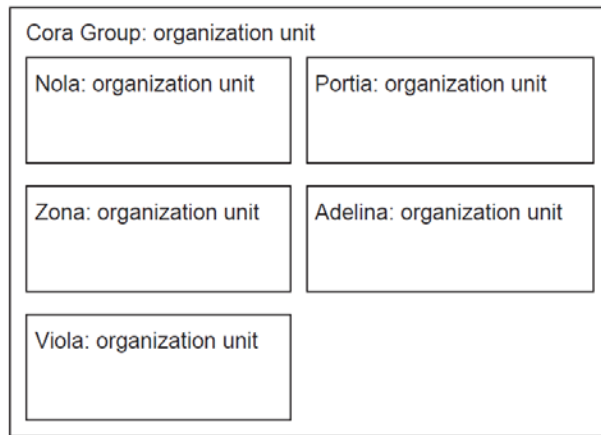 Cora Group: organization unit
Nola: organization unit
Portia: organization unit
Zona: organization unit
Adelina: organization unit
Viola: organization unit